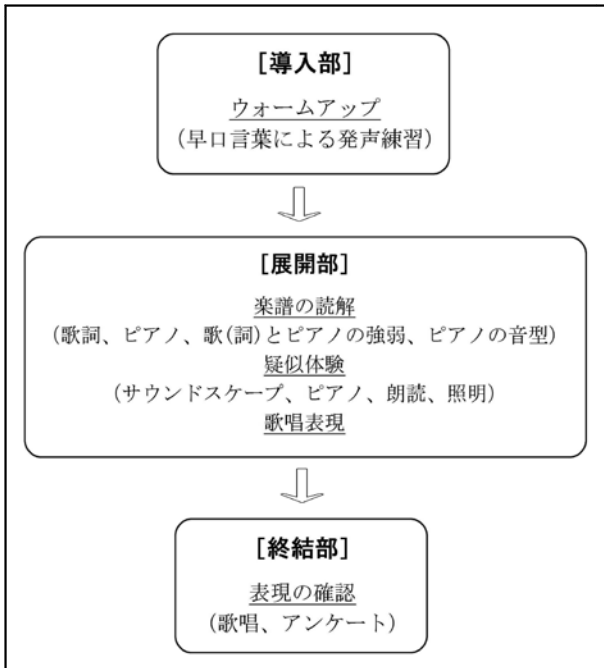 [導入部]
ウォームアップ
(早口言葉による発声練習)
[展開部]
楽譜の読解
(歌詞、ピアノ、歌(詞)とピアノの強弱、ピアノの音型)
疑似体験
(サウンドスケープ、ピアノ、朗読、照明)
歌唱表現
[終結部]
表現の確認
(歌唱、アンケート)